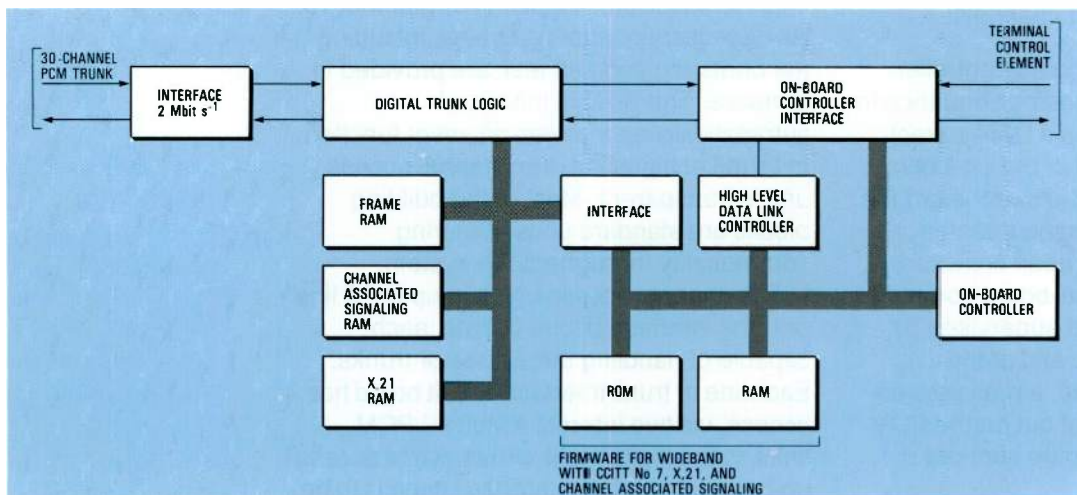 30-CHANNEL
PCM TRUNK
INTERFACE
2 Mbit s⁻¹
DIGITAL TRUNK LOGIC
ON-BOARD
CONTROLLER
INTERFACE
TERMINAL
CONTROL
ELEMENT
FRAME
RAM
INTERFACE
HIGH LEVEL
DATA LINK
CONTROLLER
CHANNEL
ASSOCIATED
SIGNALING
RAM
ON-BOARD
CONTROLLER
X.21
RAM
ROM
RAM
FIRMWARE FOR WIDEBAND
WITH CCITT No 7, X.21, AND
CHANNEL ASSOCIATED SIGNALING